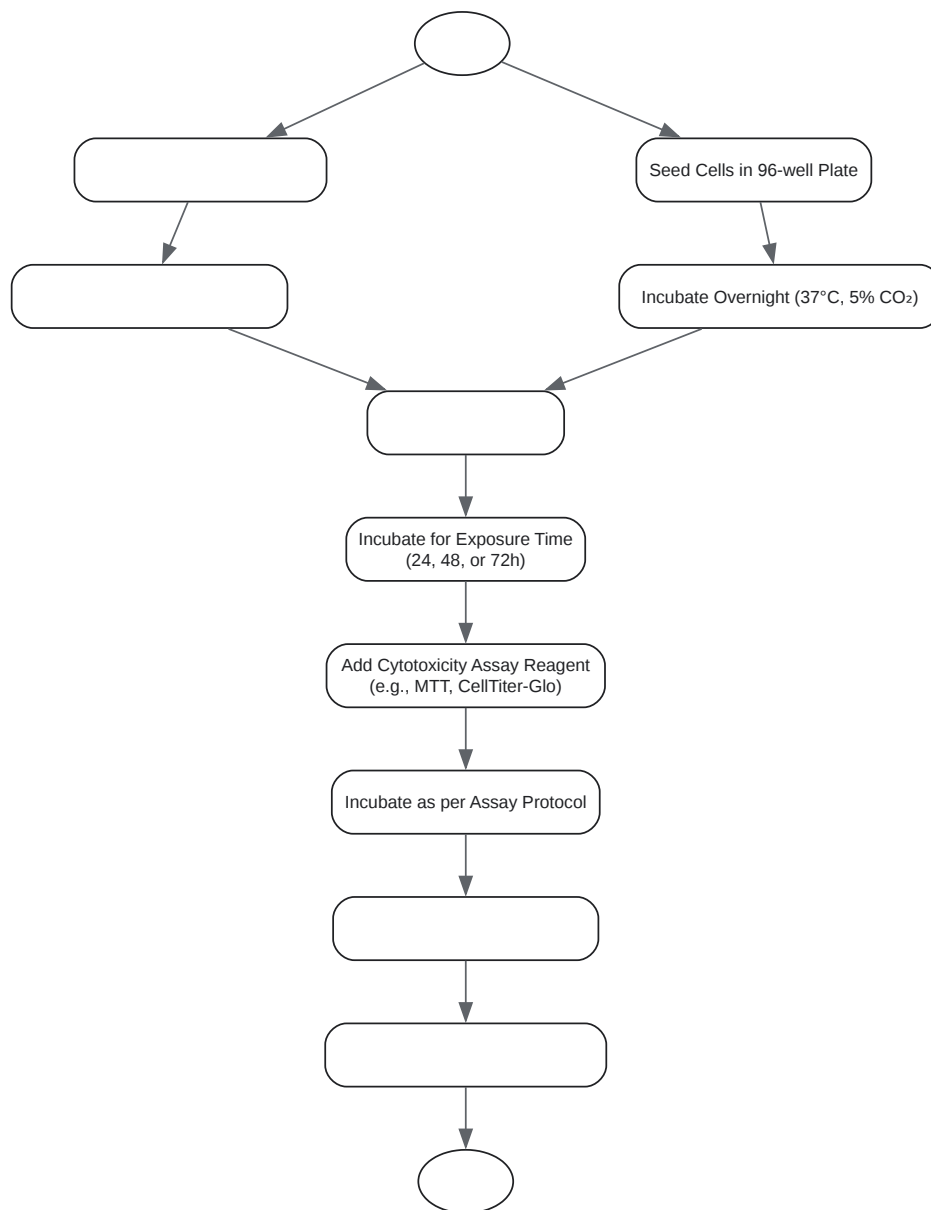 Seed Cells in 96-well Plate
Incubate Overnight (37°C, 5% CO₂)
Incubate for Exposure Time
(24, 48, or 72h)
Add Cytotoxicity Assay Reagent
(e.g., MTT, CellTiter-Glo)
Incubate as per Assay Protocol